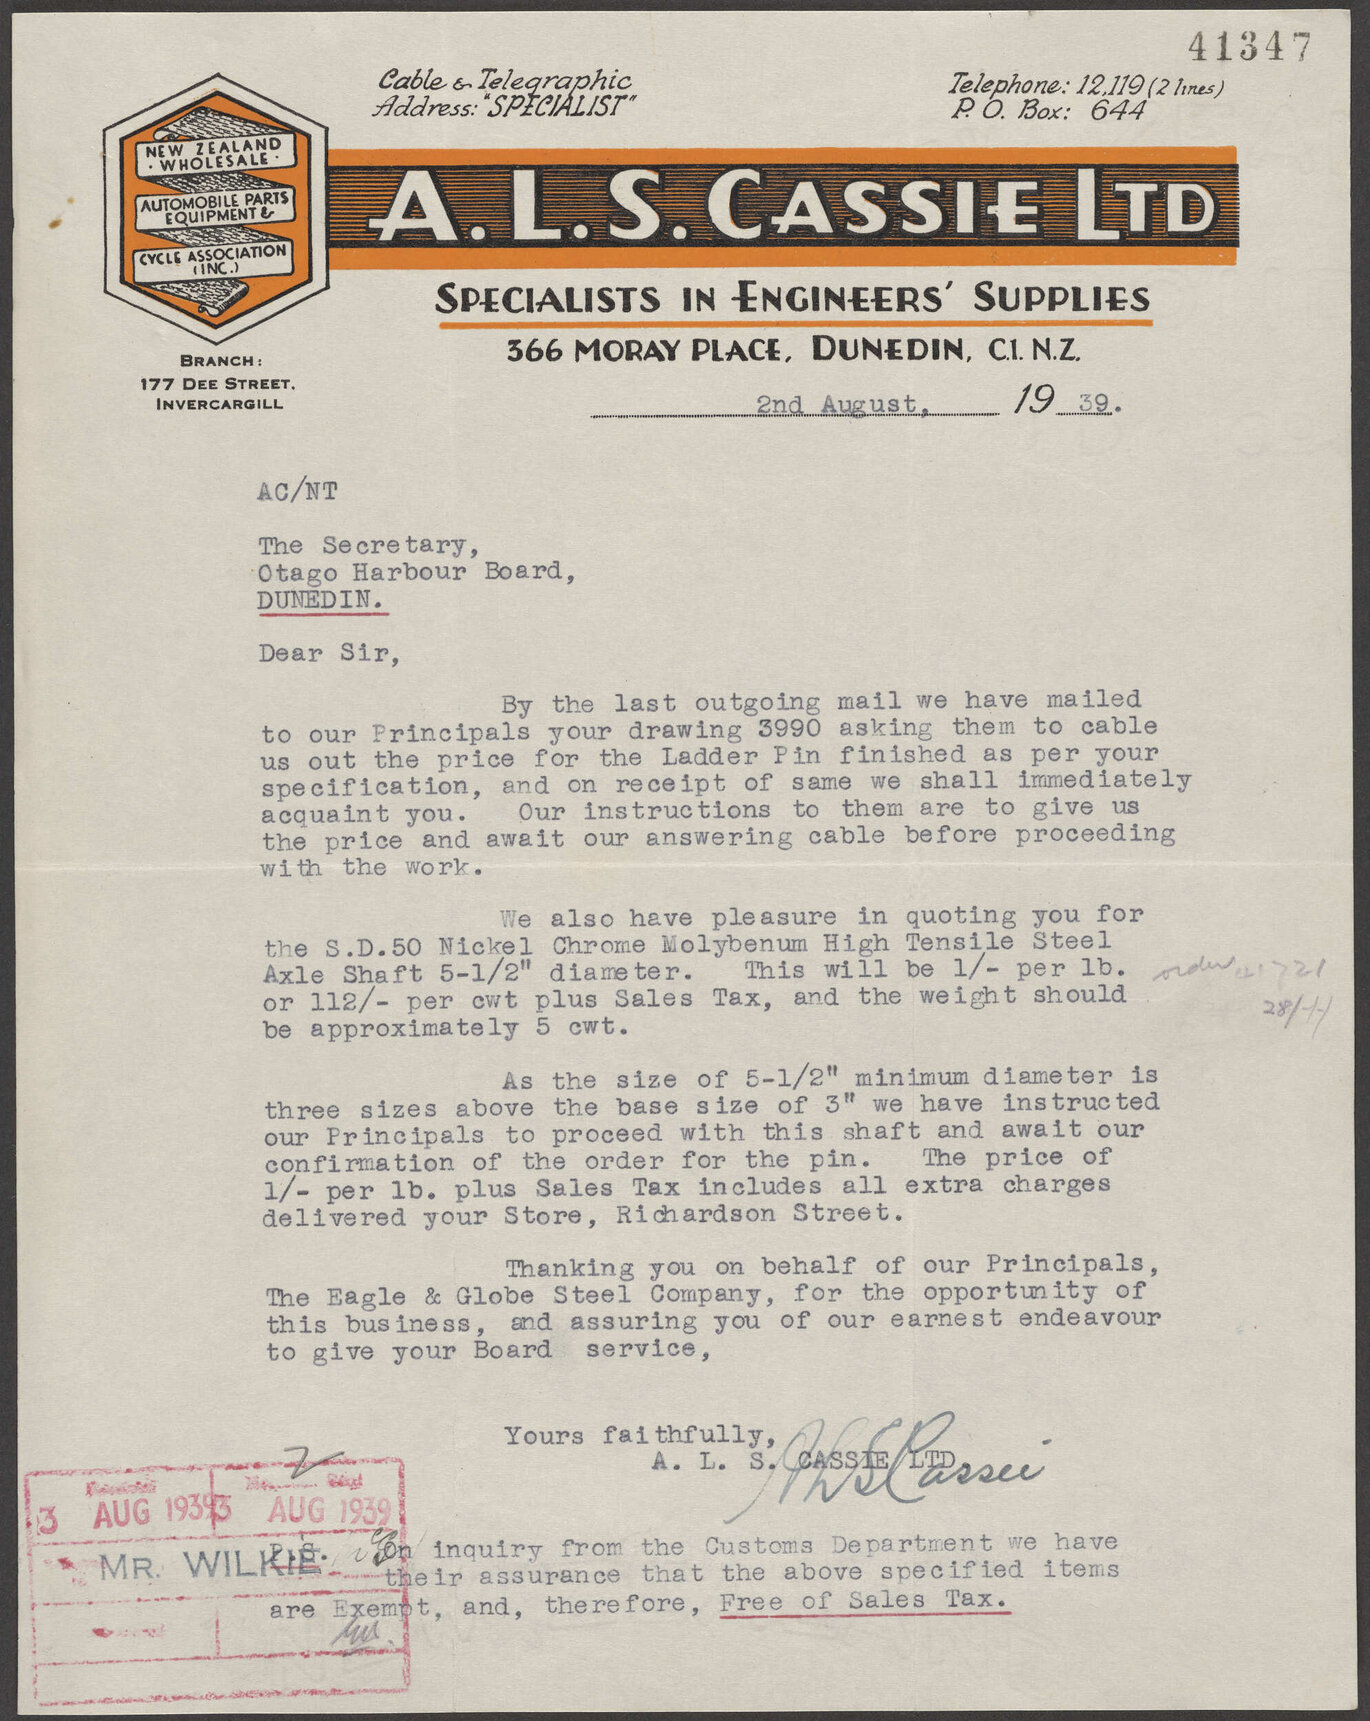 41347
Cable & Telegraphic
Address: "SPECIALIST"
Telephone: 12,119 (2 lines)
P. O. Box: 644
NEW ZEALAND
· WHOLESALE ·
AUTOMOBILE PARTS
EQUIPMENT &
CYCLE ASSOCIATION
(INC.)
A. L. S. CASSIE LTD
SPECIALISTS IN ENGINEERS' SUPPLIES
366 MORAY PLACE, DUNEDIN, C.1. N.Z.
BRANCH:
177 DEE STREET.
INVERCARGILL
2nd August, 19 39.
AC/NT
The Secretary,
Otago Harbour Board,
DUNEDIN.
Dear Sir,
By the last outgoing mail we have mailed
to our Principals your drawing 3990 asking them to cable
us out the price for the Ladder Pin finished as per your
specification, and on receipt of same we shall immediately
acquaint you. Our instructions to them are to give us
the price and await our answering cable before proceeding
with the work.
We also have pleasure in quoting you for
the S.D.50 Nickel Chrome Molybenum High Tensile Steel
Axle Shaft 5-1/2" diameter. This will be 1/- per lb.
or 112/- per cwt plus Sales Tax, and the weight should
be approximately 5 cwt.
order 41721
28/
As the size of 5-1/2" minimum diameter is
three sizes above the base size of 3" we have instructed
our Principals to proceed with this shaft and await our
confirmation of the order for the pin. The price of
1/- per lb. plus Sales Tax includes all extra charges
delivered your Store, Richardson Street.
Thanking you on behalf of our Principals,
The Eagle & Globe Steel Company, for the opportunity of
this business, and assuring you of our earnest endeavour
to give your Board service,
Yours faithfully,
A. L. S. CASSIE LTD
ALS Cassie
3 AUG 1939 3 AUG 1939
MR. WILKIE
P.S. On inquiry from the Customs Department we have
their assurance that the above specified items
are Exempt, and, therefore, Free of Sales Tax.